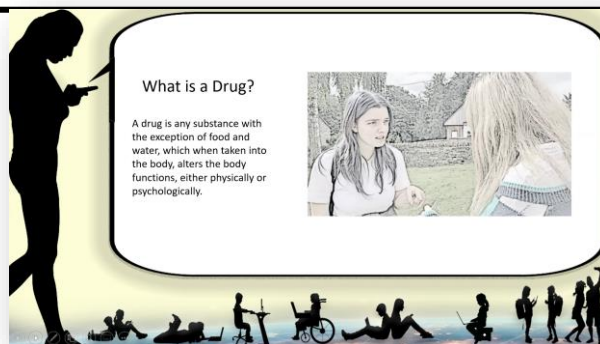 What is a Drug?
A drug is any substance with
the exception of food and
water, which when taken into
the body, alters the body
functions, either physically or
psychologically.